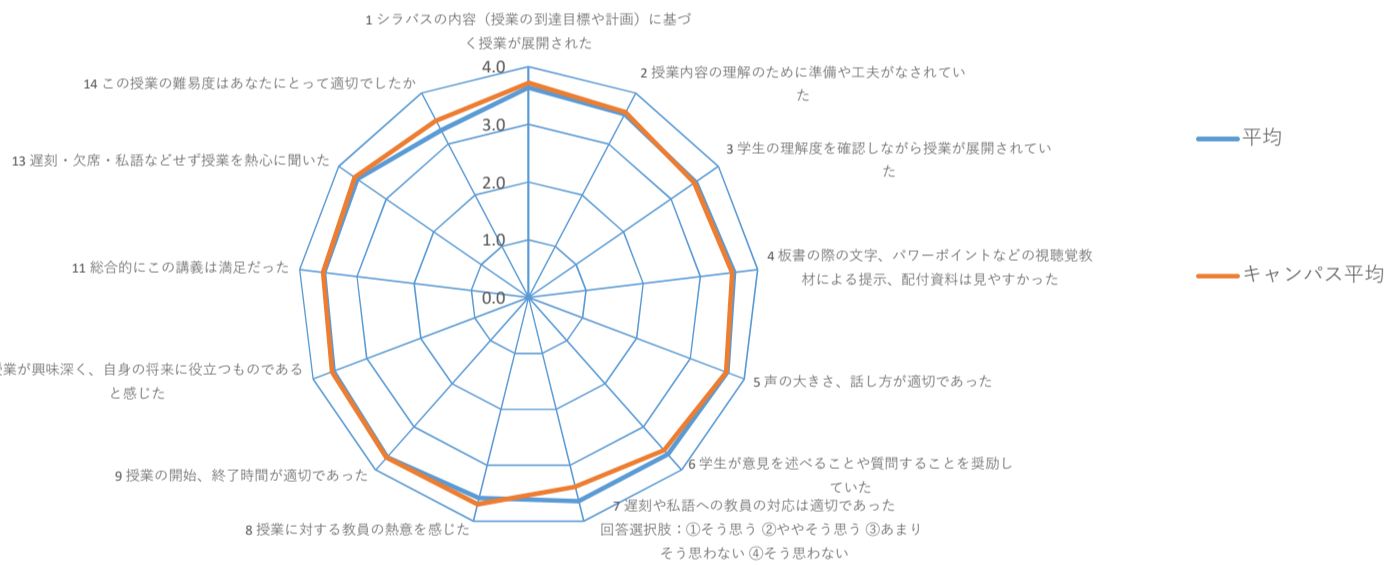 1 シラバスの内容（授業の到達目標や計画）に基づ
く授業が展開された
2 授業内容の理解のために準備や工夫がなされてい
た
3 学生の理解度を確認しながら授業が展開されてい
た
4 板書の際の文字、パワーポイントなどの視聴覚教
材による提示、配付資料は見やすかった
5 声の大きさ、話し方が適切であった
6 学生が意見を述べることや質問することを奨励し
ていた
7 遅刻や私語への教員の対応は適切であった
回答選択肢：①そう思う ②ややそう思う ③あまり
そう思わない ④そう思わない
8 授業に対する教員の熱意を感じた
9 授業の開始、終了時間が適切であった
業が興味深く、自身の将来に役立つものである
と感じた
11 総合的にこの講義は満足だった
13 遅刻・欠席・私語などせず授業を熱心に聞いた
14 この授業の難易度はあなたにとって適切でしたか
4.0
3.0
2.0
1.0
0.0
平均
キャンパス平均